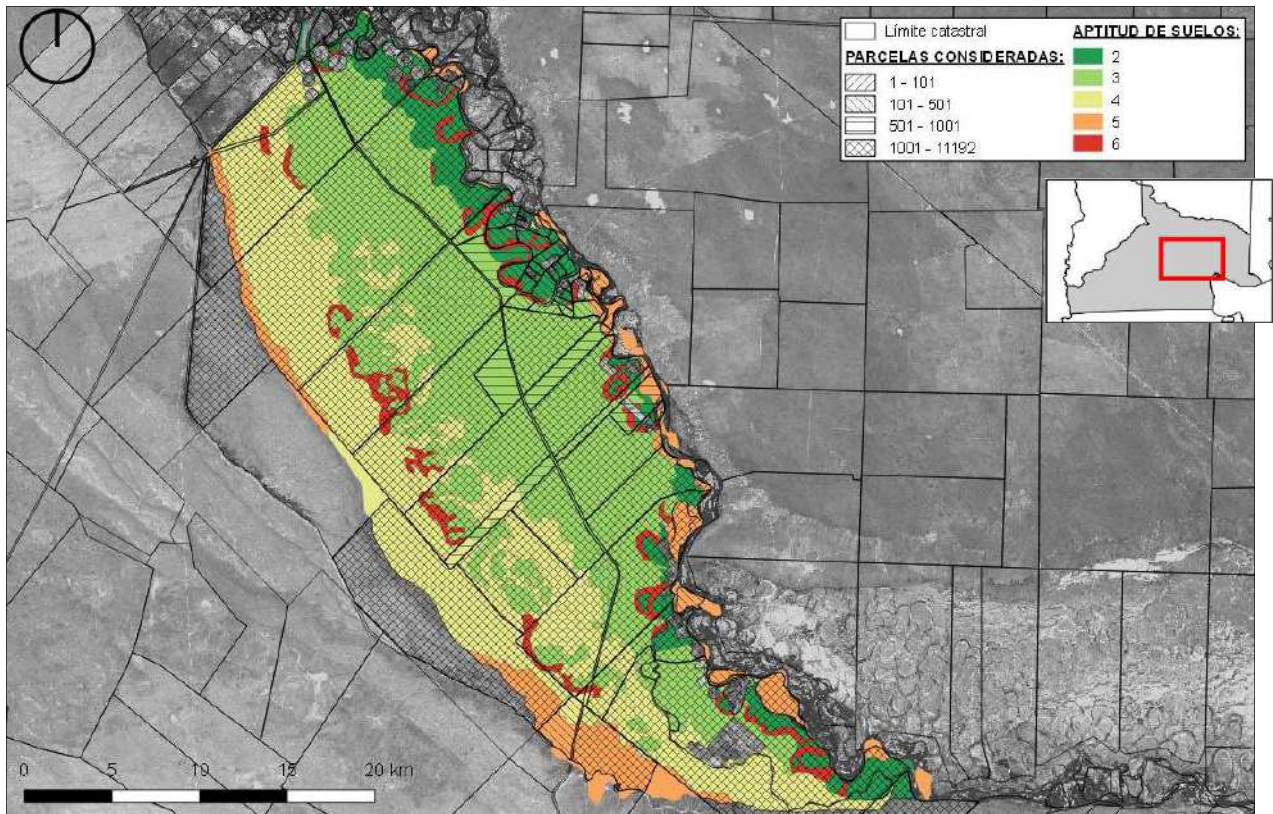 Límite catastral
PARCELAS CONSIDERADAS:
1 - 101
101 - 501
501 - 1001
1001 - 11192
APTITUD DE SUELOS:
2
3
4
5
6
0 5 10 15 20 km